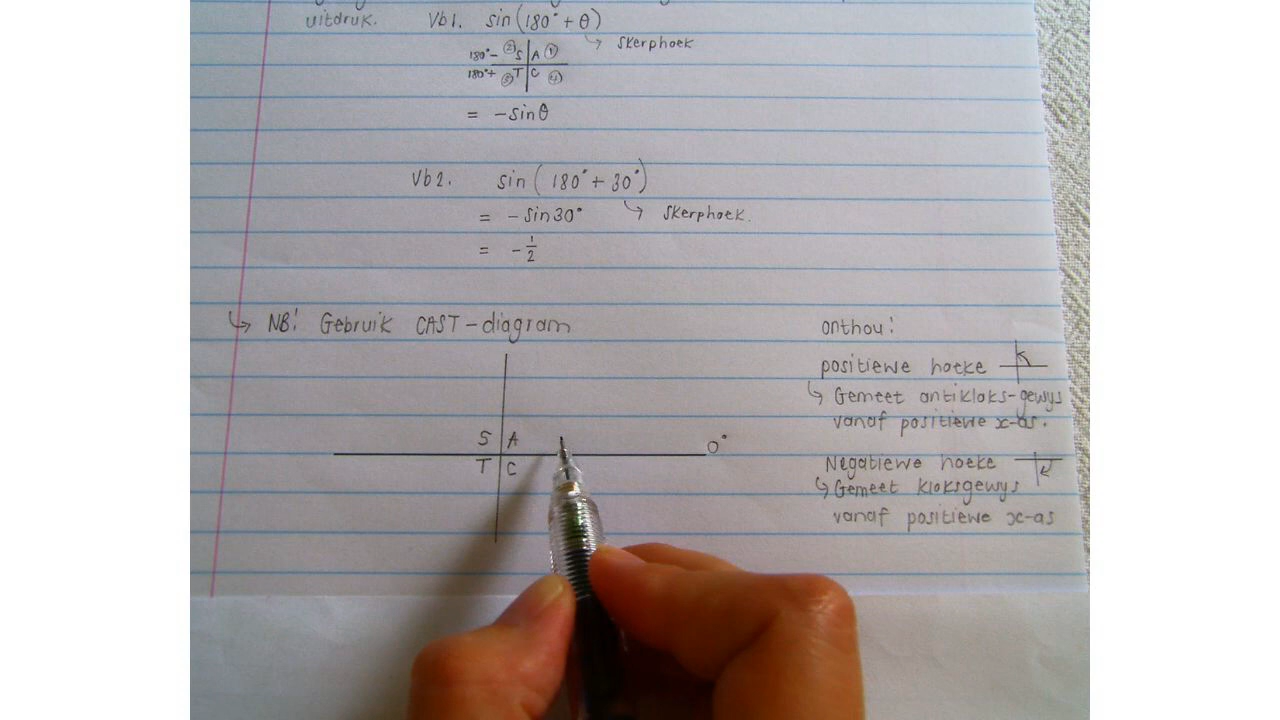 uitdruk. Vb1. sin(180° + θ)
↳ Skerphoek
180°- ② S A ①
180°+ ③ T C ④
= -sinθ
Vb2. sin(180° + 30°)
= -sin30° ↳ Skerphoek.
= -1/2
↳ NB! Gebruik CAST-diagram
S A 0°
T C
onthou!
positiewe hoeke
↳ Gemeet antikloks-gewys
vanaf positiewe x-as.
Negatiewe hoeke
↳ Gemeet kloksgewys
vanaf positiewe x-as